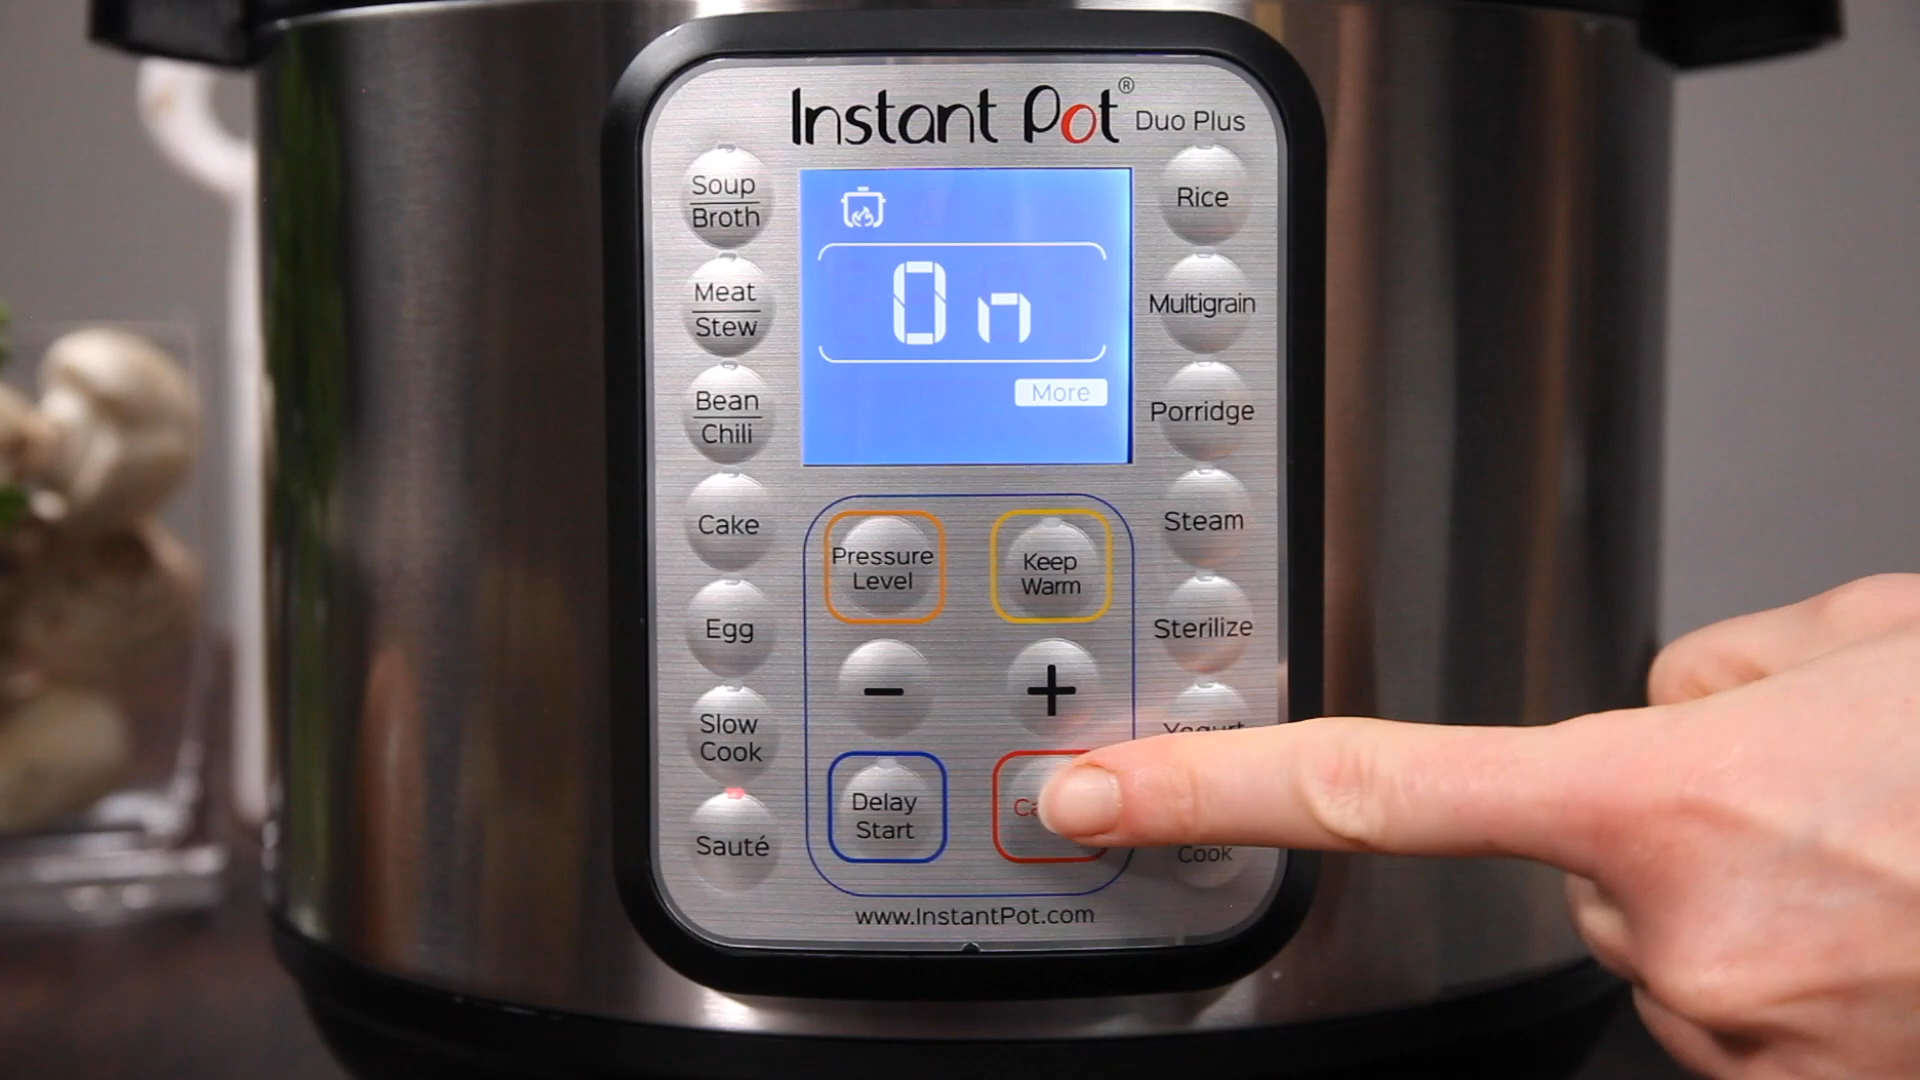 Instant Pot® Duo Plus
Soup
Broth
Meat
Stew
Bean
Chili
Cake
Egg
Slow
Cook
Sauté
On
More
Pressure
Level
Keep
Warm
−
+
Delay
Start
Rice
Multigrain
Porridge
Steam
Sterilize
Yogurt
Cook
www.InstantPot.com